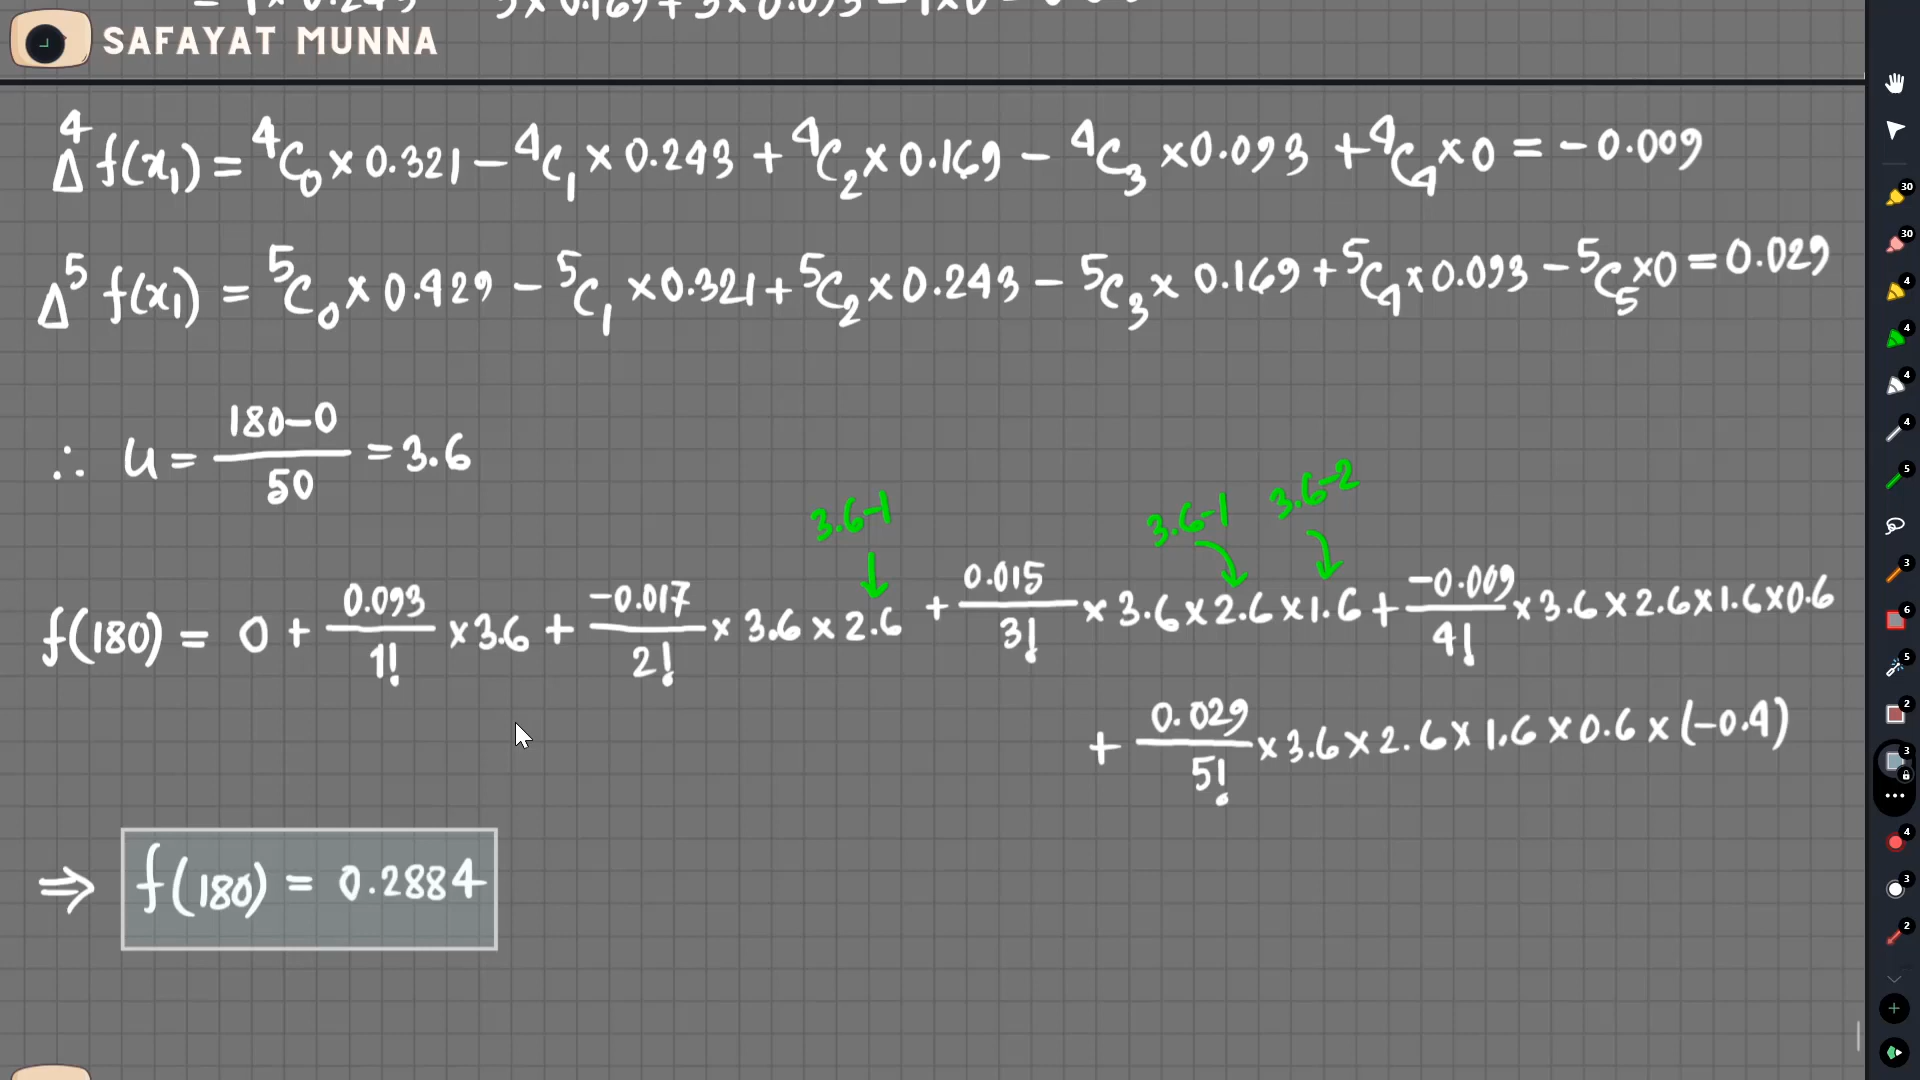 SAFAYAT MUNNA
Δ⁴ f(x₁) = ⁴C₀ × 0.321 – ⁴C₁ × 0.243 + ⁴C₂ × 0.169 – ⁴C₃ × 0.093 + ⁴C₄ × 0 = – 0.009
Δ⁵ f(x₁) = ⁵C₀ × 0.429 – ⁵C₁ × 0.321 + ⁵C₂ × 0.243 – ⁵C₃ × 0.169 + ⁵C₄ × 0.093 – ⁵C₅ × 0 = 0.029
∴ u = (180–0)/50 = 3.6
3.6-1 3.6-1 3.6-2
f(180) = 0 + 0.093/1! × 3.6 + -0.017/2! × 3.6 × 2.6 + 0.015/3! × 3.6 × 2.6 × 1.6 + -0.009/4! × 3.6 × 2.6 × 1.6 × 0.6
+ 0.029/5! × 3.6 × 2.6 × 1.6 × 0.6 × (-0.4)
⇒ f(180) = 0.2884